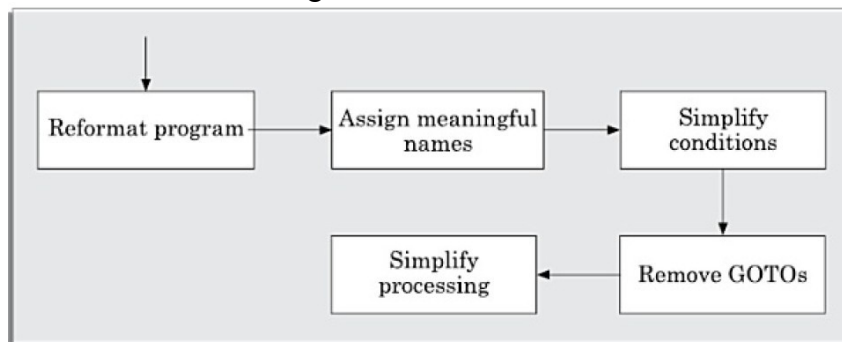 Reformat program
Assign meaningful
names
Simplify
conditions
Remove GOTOs
Simplify
processing